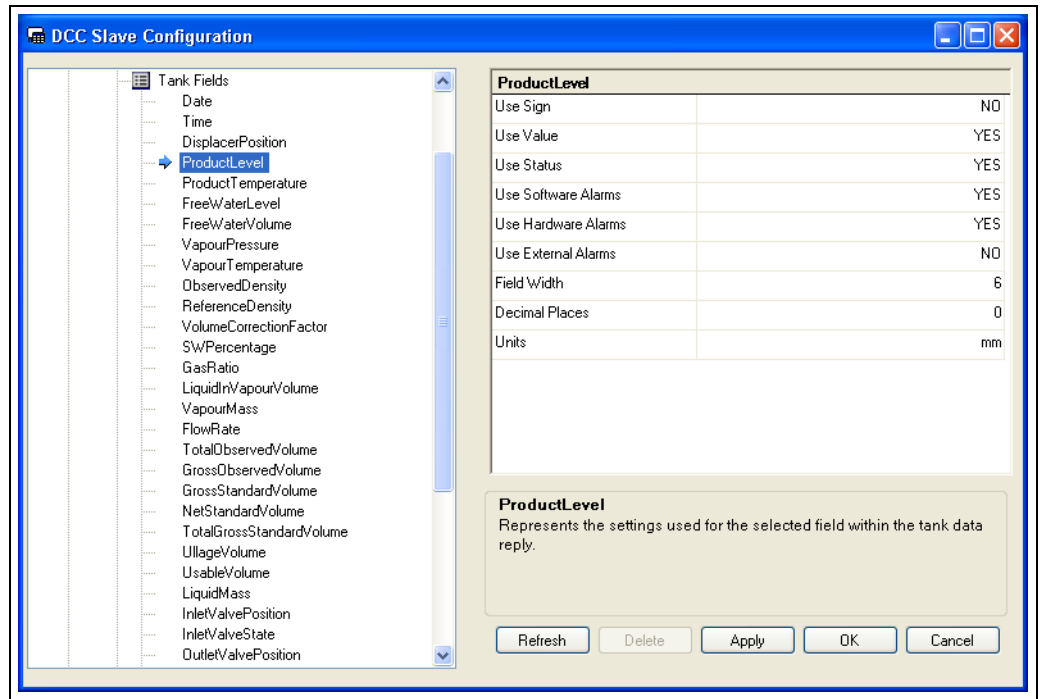 DCC Slave Configuration
Tank Fields
Date
Time
DisplacerPosition
ProductLevel
ProductTemperature
FreeWaterLevel
FreeWaterVolume
VapourPressure
VapourTemperature
ObservedDensity
ReferenceDensity
VolumeCorrectionFactor
SWPercentage
GasRatio
LiquidInVapourVolume
VapourMass
FlowRate
TotalObservedVolume
GrossObservedVolume
GrossStandardVolume
NetStandardVolume
TotalGrossStandardVolume
UllageVolume
UsableVolume
LiquidMass
InletValvePosition
InletValveState
OutletValvePosition
ProductLevel
Use Sign NO
Use Value YES
Use Status YES
Use Software Alarms YES
Use Hardware Alarms YES
Use External Alarms NO
Field Width 6
Decimal Places 0
Units mm
ProductLevel
Represents the settings used for the selected field within the tank data
reply.
Refresh Delete Apply OK Cancel